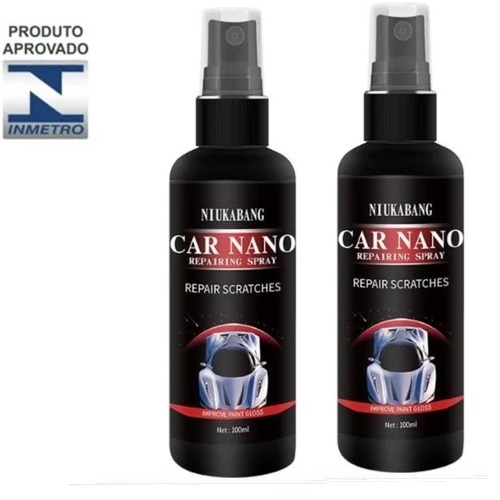 PRODUTO
APROVADO
INMETRO
NIUKABANG
CAR NANO
REPAIRING SPRAY
REPAIR SCRATCHES
IMPROVE PAINT GLOSS
Net : 100ml
NIUKABANG
CAR NANO
REPAIRING SPRAY
REPAIR SCRATCHES
IMPROVE PAINT GLOSS
Net : 100ml